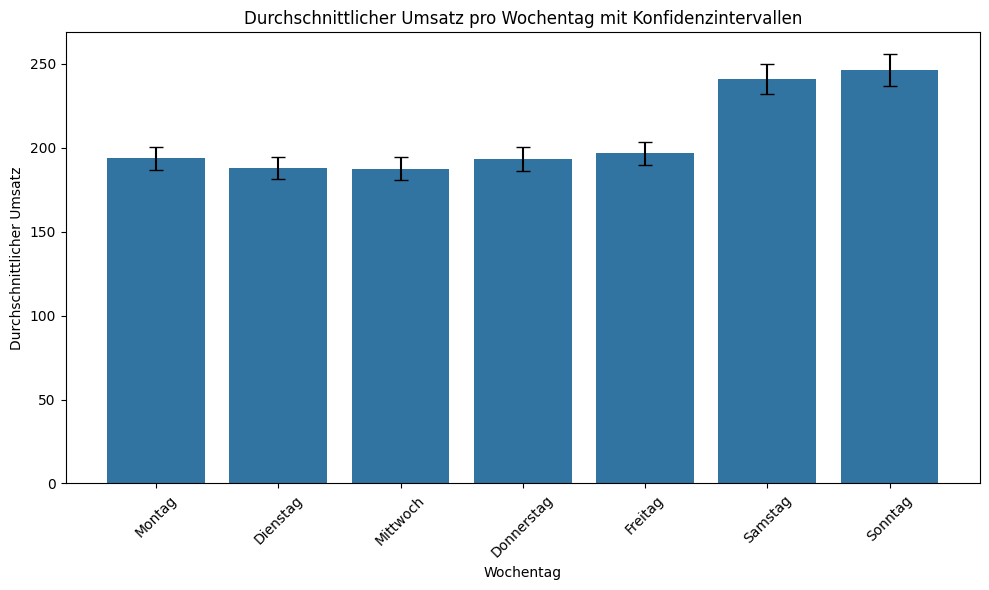 Durchschnittlicher Umsatz pro Wochentag mit Konfidenzintervallen
Durchschnittlicher Umsatz
250
200
150
100
50
0
Montag
Dienstag
Mittwoch
Donnerstag
Freitag
Samstag
Sonntag
Wochentag